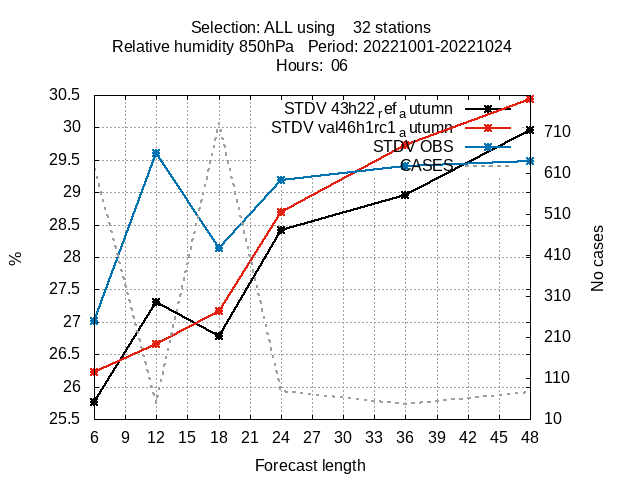 Selection: ALL using    32 stations
Relative humidity 850hPa   Period: 20221001-20221024
Hours:  06
STDV 43h22refautumn
STDV val46h1rc1autumn
STDV OBS
CASES
30.5
30
29.5
29
28.5
28
27.5
27
26.5
26
25.5
%
710
610
510
410
310
210
110
10
No cases
6 9 12 15 18 21 24 27 30 33 36 39 42 45 48
Forecast length